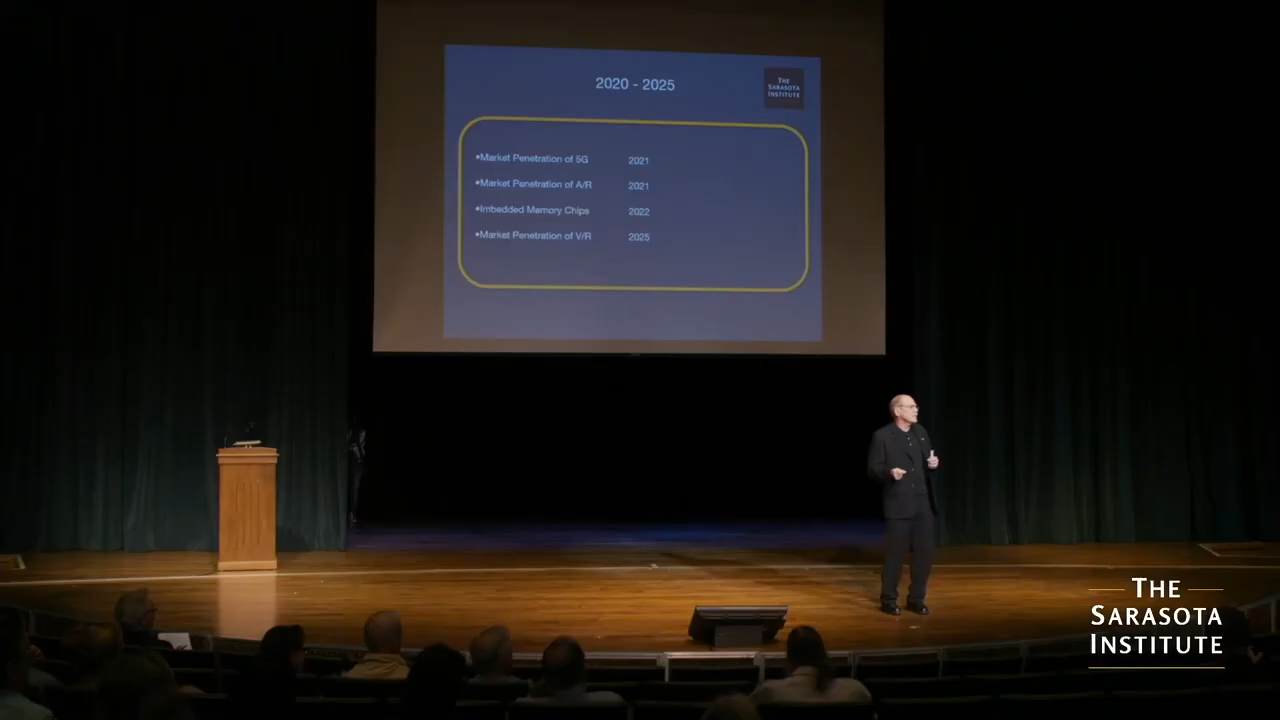 2020 - 2025
THE
SARASOTA
INSTITUTE
•Market Penetration of 5G 2021
•Market Penetration of A/R 2021
•Imbedded Memory Chips 2022
•Market Penetration of V/R 2025
THE
SARASOTA
INSTITUTE